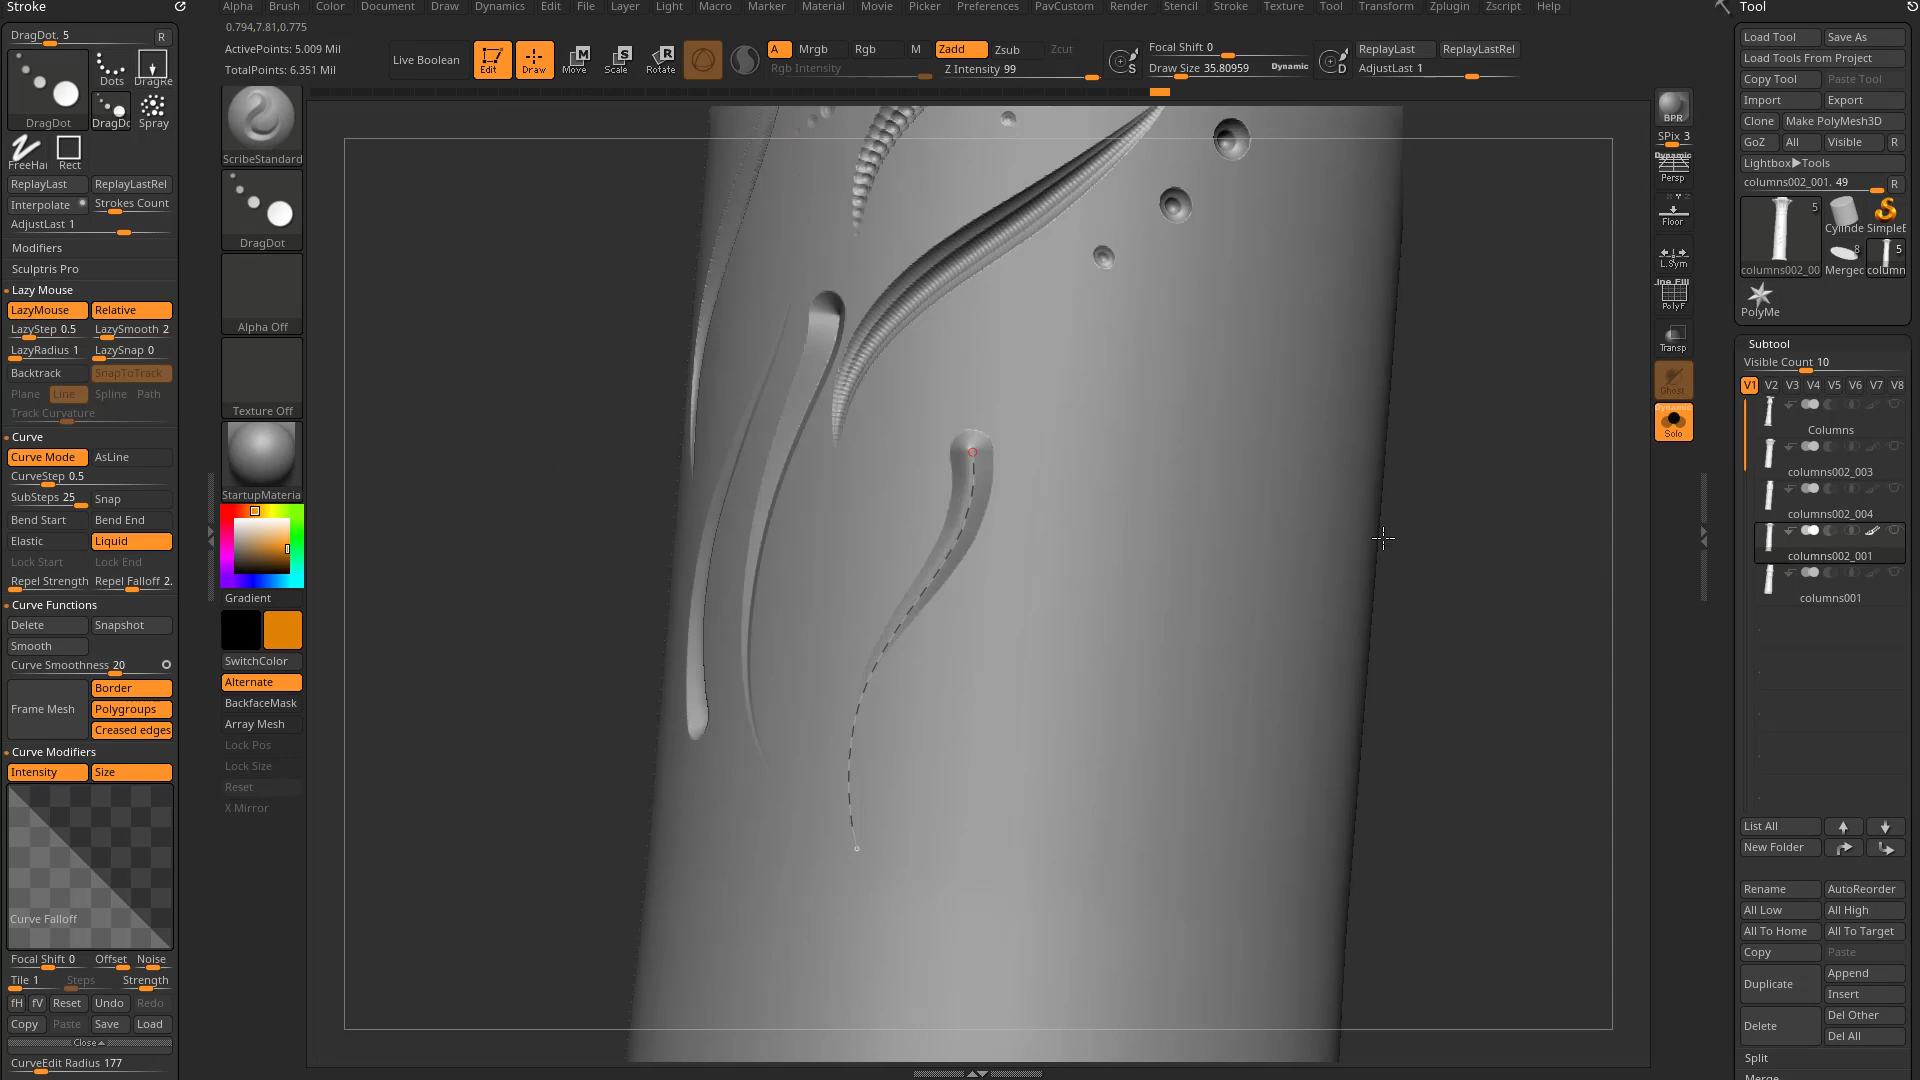 Stroke
DragDot. 5
R
Dots
DragRe
DragDot
DragDc
Spray
FreeHai
Rect
ReplayLast
ReplayLastRel
Interpolate
Strokes Count
AdjustLast 1
Modifiers
Sculptris Pro
Lazy Mouse
LazyMouse
Relative
LazyStep 0.5
LazySmooth 2
LazyRadius 1
LazySnap 0
Backtrack
SnapToTrack
Plane
Line
Spline
Path
Track Curvature
Curve
Curve Mode
AsLine
CurveStep 0.5
SubSteps 25
Snap
Bend Start
Bend End
Elastic
Liquid
Lock Start
Lock End
Repel Strength
Repel Falloff 2.
Curve Functions
Delete
Snapshot
Smooth
Curve Smoothness 20
Frame Mesh
Border
Polygroups
Creased edges
Curve Modifiers
Intensity
Size
Curve Falloff
Focal Shift 0
Offset
Noise
Tile 1
Steps
Strength
fH
fV
Reset
Undo
Redo
Copy
Paste
Save
Load
Close
CurveEdit Radius 177
Alpha
Brush
Color
Document
Draw
Dynamics
Edit
File
Layer
Light
Macro
Marker
Material
Movie
Picker
Preferences
PavCustom
Render
Stencil
Stroke
Texture
Tool
Transform
Zplugin
Zscript
Help
0.794,7.81,0.775
ActivePoints: 5.009 Mil
TotalPoints: 6.351 Mil
Live Boolean
Edit
Draw
Move
Scale
Rotate
A
Mrgb
Rgb
M
Zadd
Zsub
Zcut
Rgb Intensity
Z Intensity 99
S
Focal Shift 0
Draw Size 35.80959
Dynamic
D
ReplayLast
ReplayLastRel
AdjustLast 1
ScribeStandard
DragDot
Alpha Off
Texture Off
StartupMateria
Gradient
SwitchColor
Alternate
BackfaceMask
Array Mesh
Lock Pos
Lock Size
Reset
X Mirror
BPR
SPix 3
Dynamic
Persp
Floor
L.Sym
Line Fill
PolyF
Transp
Ghost
Dynamic
Solo
Tool
Load Tool
Save As
Load Tools From Project
Copy Tool
Paste Tool
Import
Export
Clone
Make PolyMesh3D
GoZ
All
Visible
R
Lightbox▶Tools
columns002_001. 49
R
5
Cylinde
SimpleE
8
5
columns002_00
Mergec
column
PolyMe
Subtool
Visible Count 10
V1
V2
V3
V4
V5
V6
V7
V8
Columns
columns002_003
columns002_004
columns002_001
columns001
List All
New Folder
Rename
AutoReorder
All Low
All High
All To Home
All To Target
Copy
Paste
Duplicate
Append
Insert
Delete
Del Other
Del All
Split
Merge